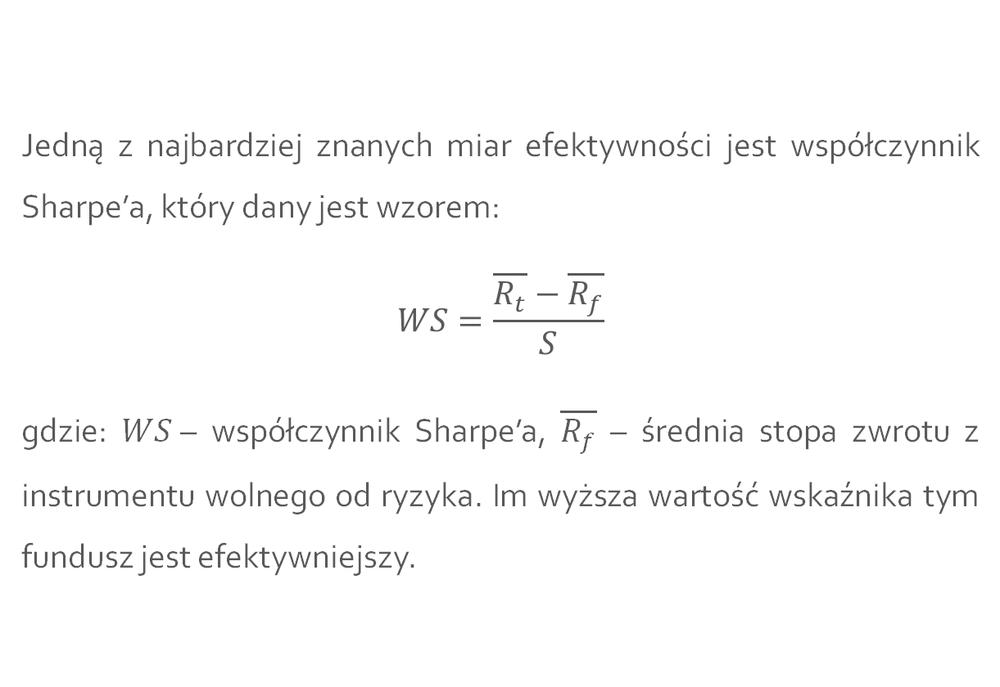 Jedną z najbardziej znanych miar efektywności jest współczynnik
Sharpe’a, który dany jest wzorem:
$WS = \frac{\overline{R_t} - \overline{R_f}}{S}$
gdzie: $WS$ – współczynnik Sharpe’a, $\overline{R_f}$ – średnia stopa zwrotu z
instrumentu wolnego od ryzyka. Im wyższa wartość wskaźnika tym
fundusz jest efektywniejszy.